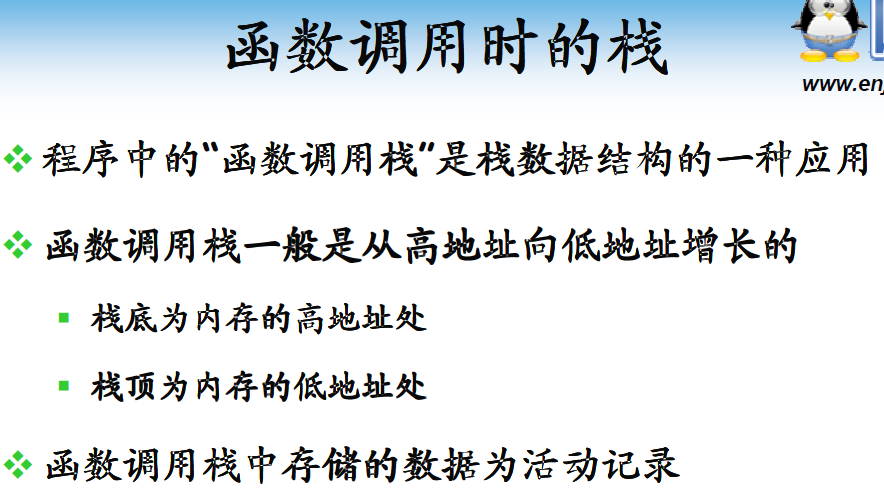 函数调用时的栈
www.enj
程序中的“函数调用栈”是栈数据结构的一种应用
函数调用栈一般是从高地址向低地址增长的
栈底为内存的高地址处
栈顶为内存的低地址处
函数调用栈中存储的数据为活动记录